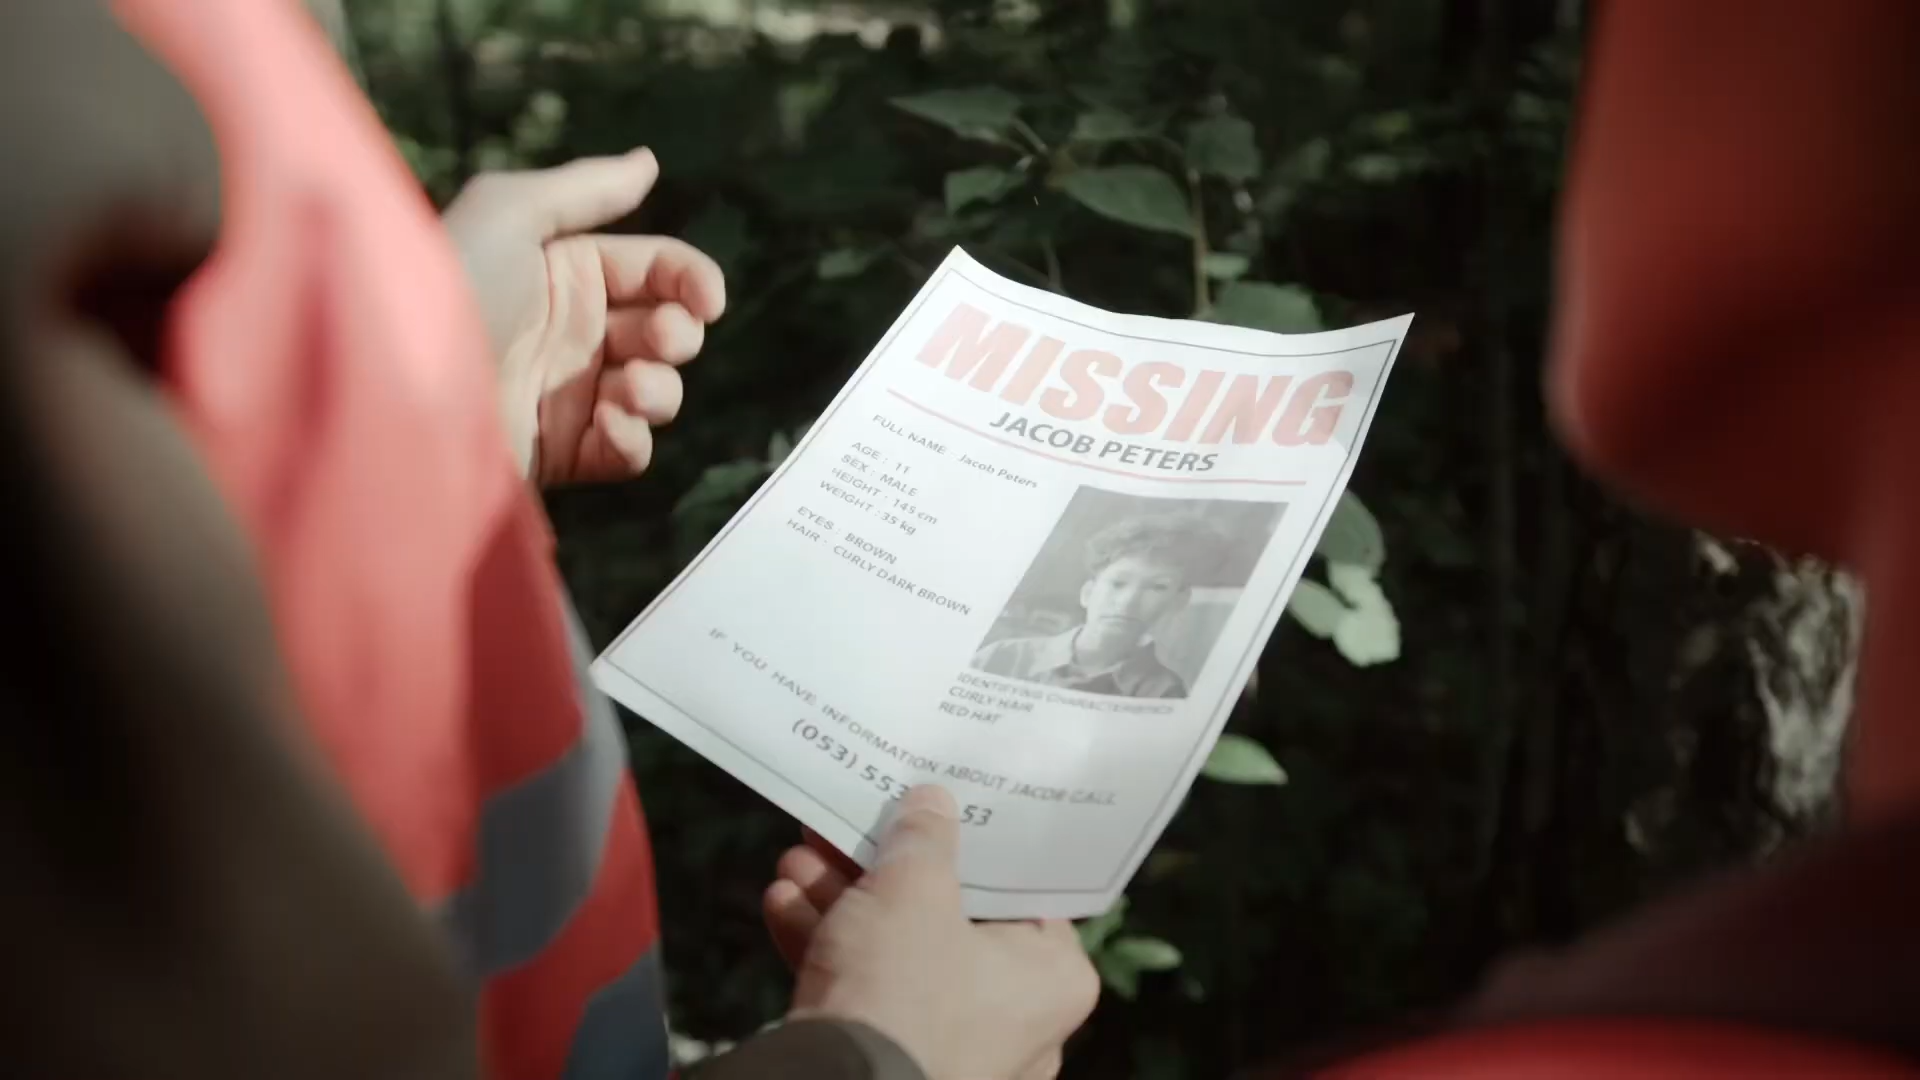 MISSING
JACOB PETERS
FULL NAME : Jacob Peters
AGE : 11
SEX : MALE
HEIGHT : 145 cm
WEIGHT : 35 kg
EYES : BROWN
HAIR : CURLY DARK BROWN
IDENTIFYING CHARACTERISTICS
CURLY HAIR
RED HAT
IF YOU HAVE INFORMATION ABOUT JACOB CALL
(053) 553 53